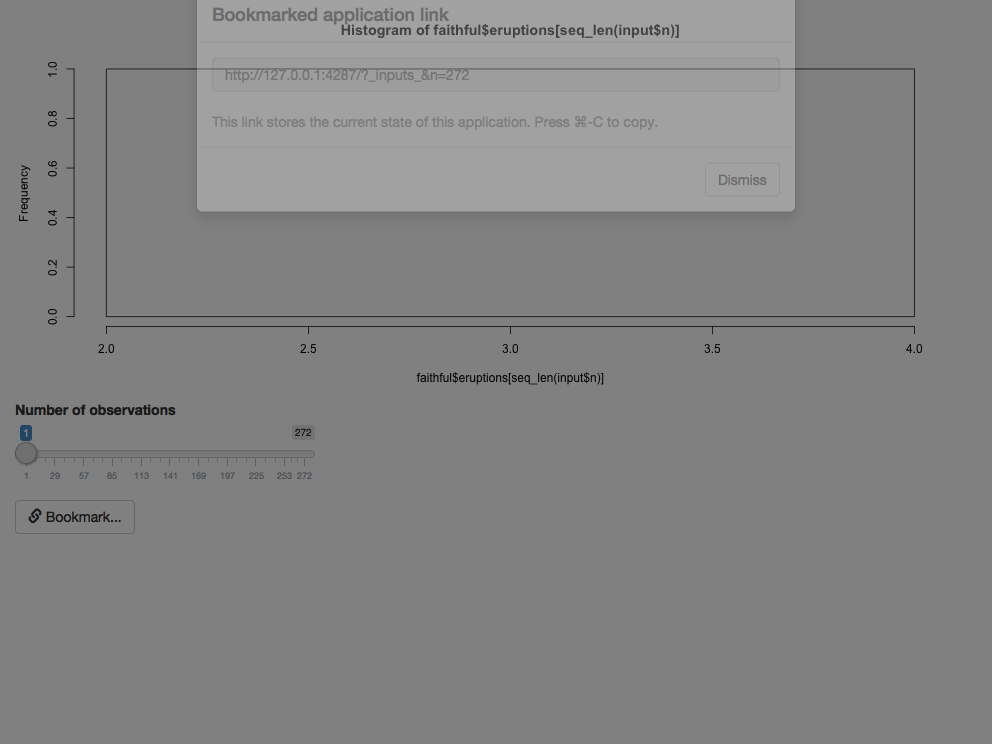 Bookmarked application link
Histogram of faithful$eruptions[seq_len(input$n)]
http://127.0.0.1:4287/?_inputs_&n=272
This link stores the current state of this application. Press ⌘-C to copy.
Dismiss
Frequency
1.0
0.8
0.6
0.4
0.2
0.0
2.0 2.5 3.0 3.5 4.0
faithful$eruptions[seq_len(input$n)]
Number of observations
1 272
1 29 57 85 113 141 169 197 225 253 272
Bookmark...